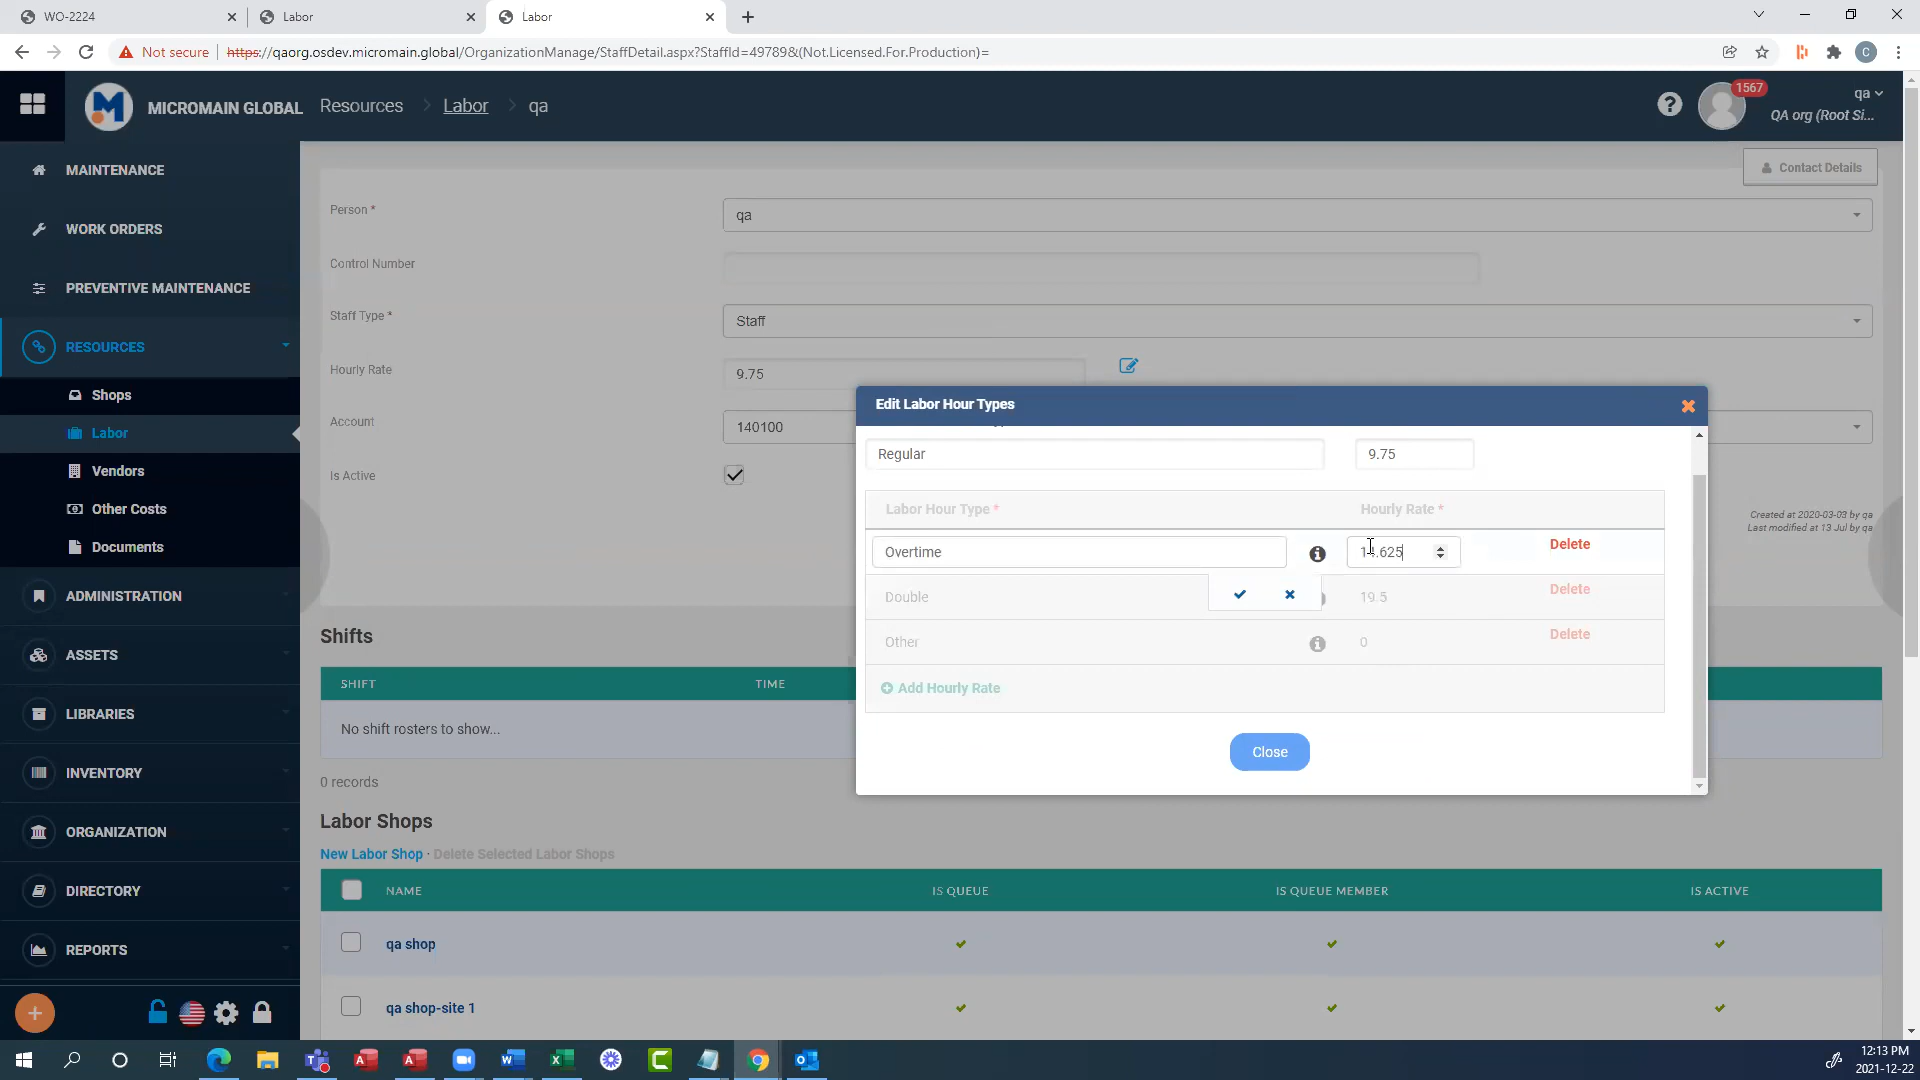 WO-2224
Labor
Labor
Not secure https://qaorg.osdev.micromain.global/OrganizationManage/StaffDetail.aspx?StaffId=49789&(Not.Licensed.For.Production)=
C
MICROMAIN GLOBAL Resources > Labor > qa
1567
qa
QA org (Root Si...
MAINTENANCE
WORK ORDERS
PREVENTIVE MAINTENANCE
RESOURCES
Shops
Labor
Vendors
Other Costs
Documents
ADMINISTRATION
ASSETS
LIBRARIES
INVENTORY
ORGANIZATION
DIRECTORY
REPORTS
Contact Details
Person * qa
Control Number
Staff Type * Staff
Hourly Rate 9.75
Account 140100
Is Active
Created at 2020-03-03 by qa
Last modified at 13 Jul by qa
Edit Labor Hour Types
Regular 9.75
Labor Hour Type * Hourly Rate *
Overtime 14.625 Delete
Double 19.5 Delete
Other 0 Delete
Add Hourly Rate
Close
Shifts
SHIFT TIME
No shift rosters to show...
0 records
Labor Shops
New Labor Shop · Delete Selected Labor Shops
NAME IS QUEUE IS QUEUE MEMBER IS ACTIVE
qa shop
qa shop-site 1
12:13 PM
2021-12-22